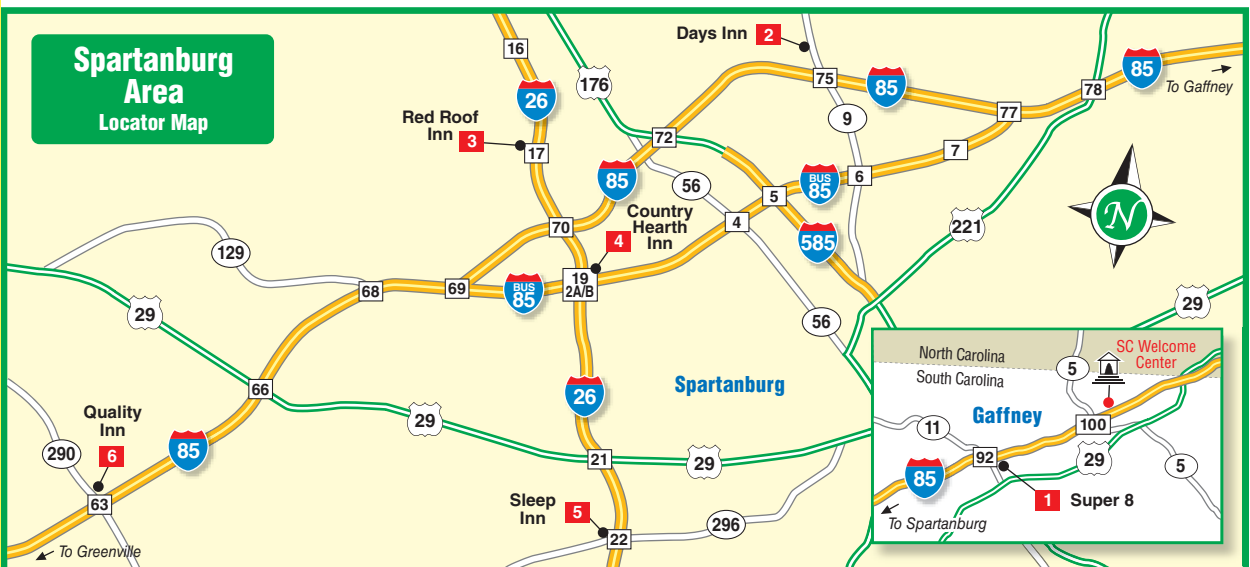 Spartanburg
Area
Locator Map
16
26
176
Days Inn
2
75
85
78
85
To Gaffney
77
9
Red Roof
Inn
3
17
72
7
85
56
BUS
85
6
5
Country
Hearth
Inn
4
4
70
221
N
585
129
68
69
BUS
85
19
2A/B
29
29
56
66
26
Spartanburg
Quality
Inn
6
290
85
63
To Greenville
29
21
29
Sleep
Inn
5
22
296
North Carolina
South Carolina
SC Welcome
Center
5
Gaffney
100
11
92
29
85
5
1
Super 8
To Spartanburg